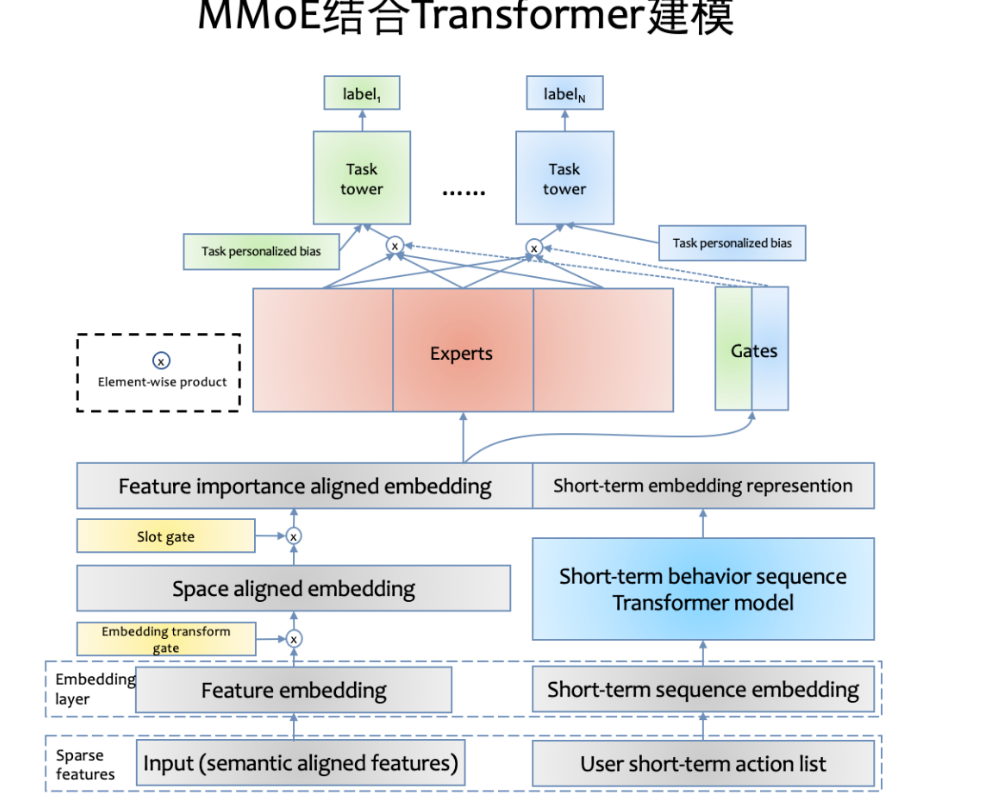 MMoE结合Transformer建模
label1
labelN
Task
tower
......
Task
tower
Task personalized bias
x
x
Task personalized bias
Experts
Gates
x
Element-wise product
Feature importance aligned embedding
Short-term embedding represention
Slot gate
x
Space aligned embedding
Short-term behavior sequence
Transformer model
Embedding transform
gate
x
Embedding
layer
Feature embedding
Short-term sequence embedding
Sparse
features
Input (semantic aligned features)
User short-term action list